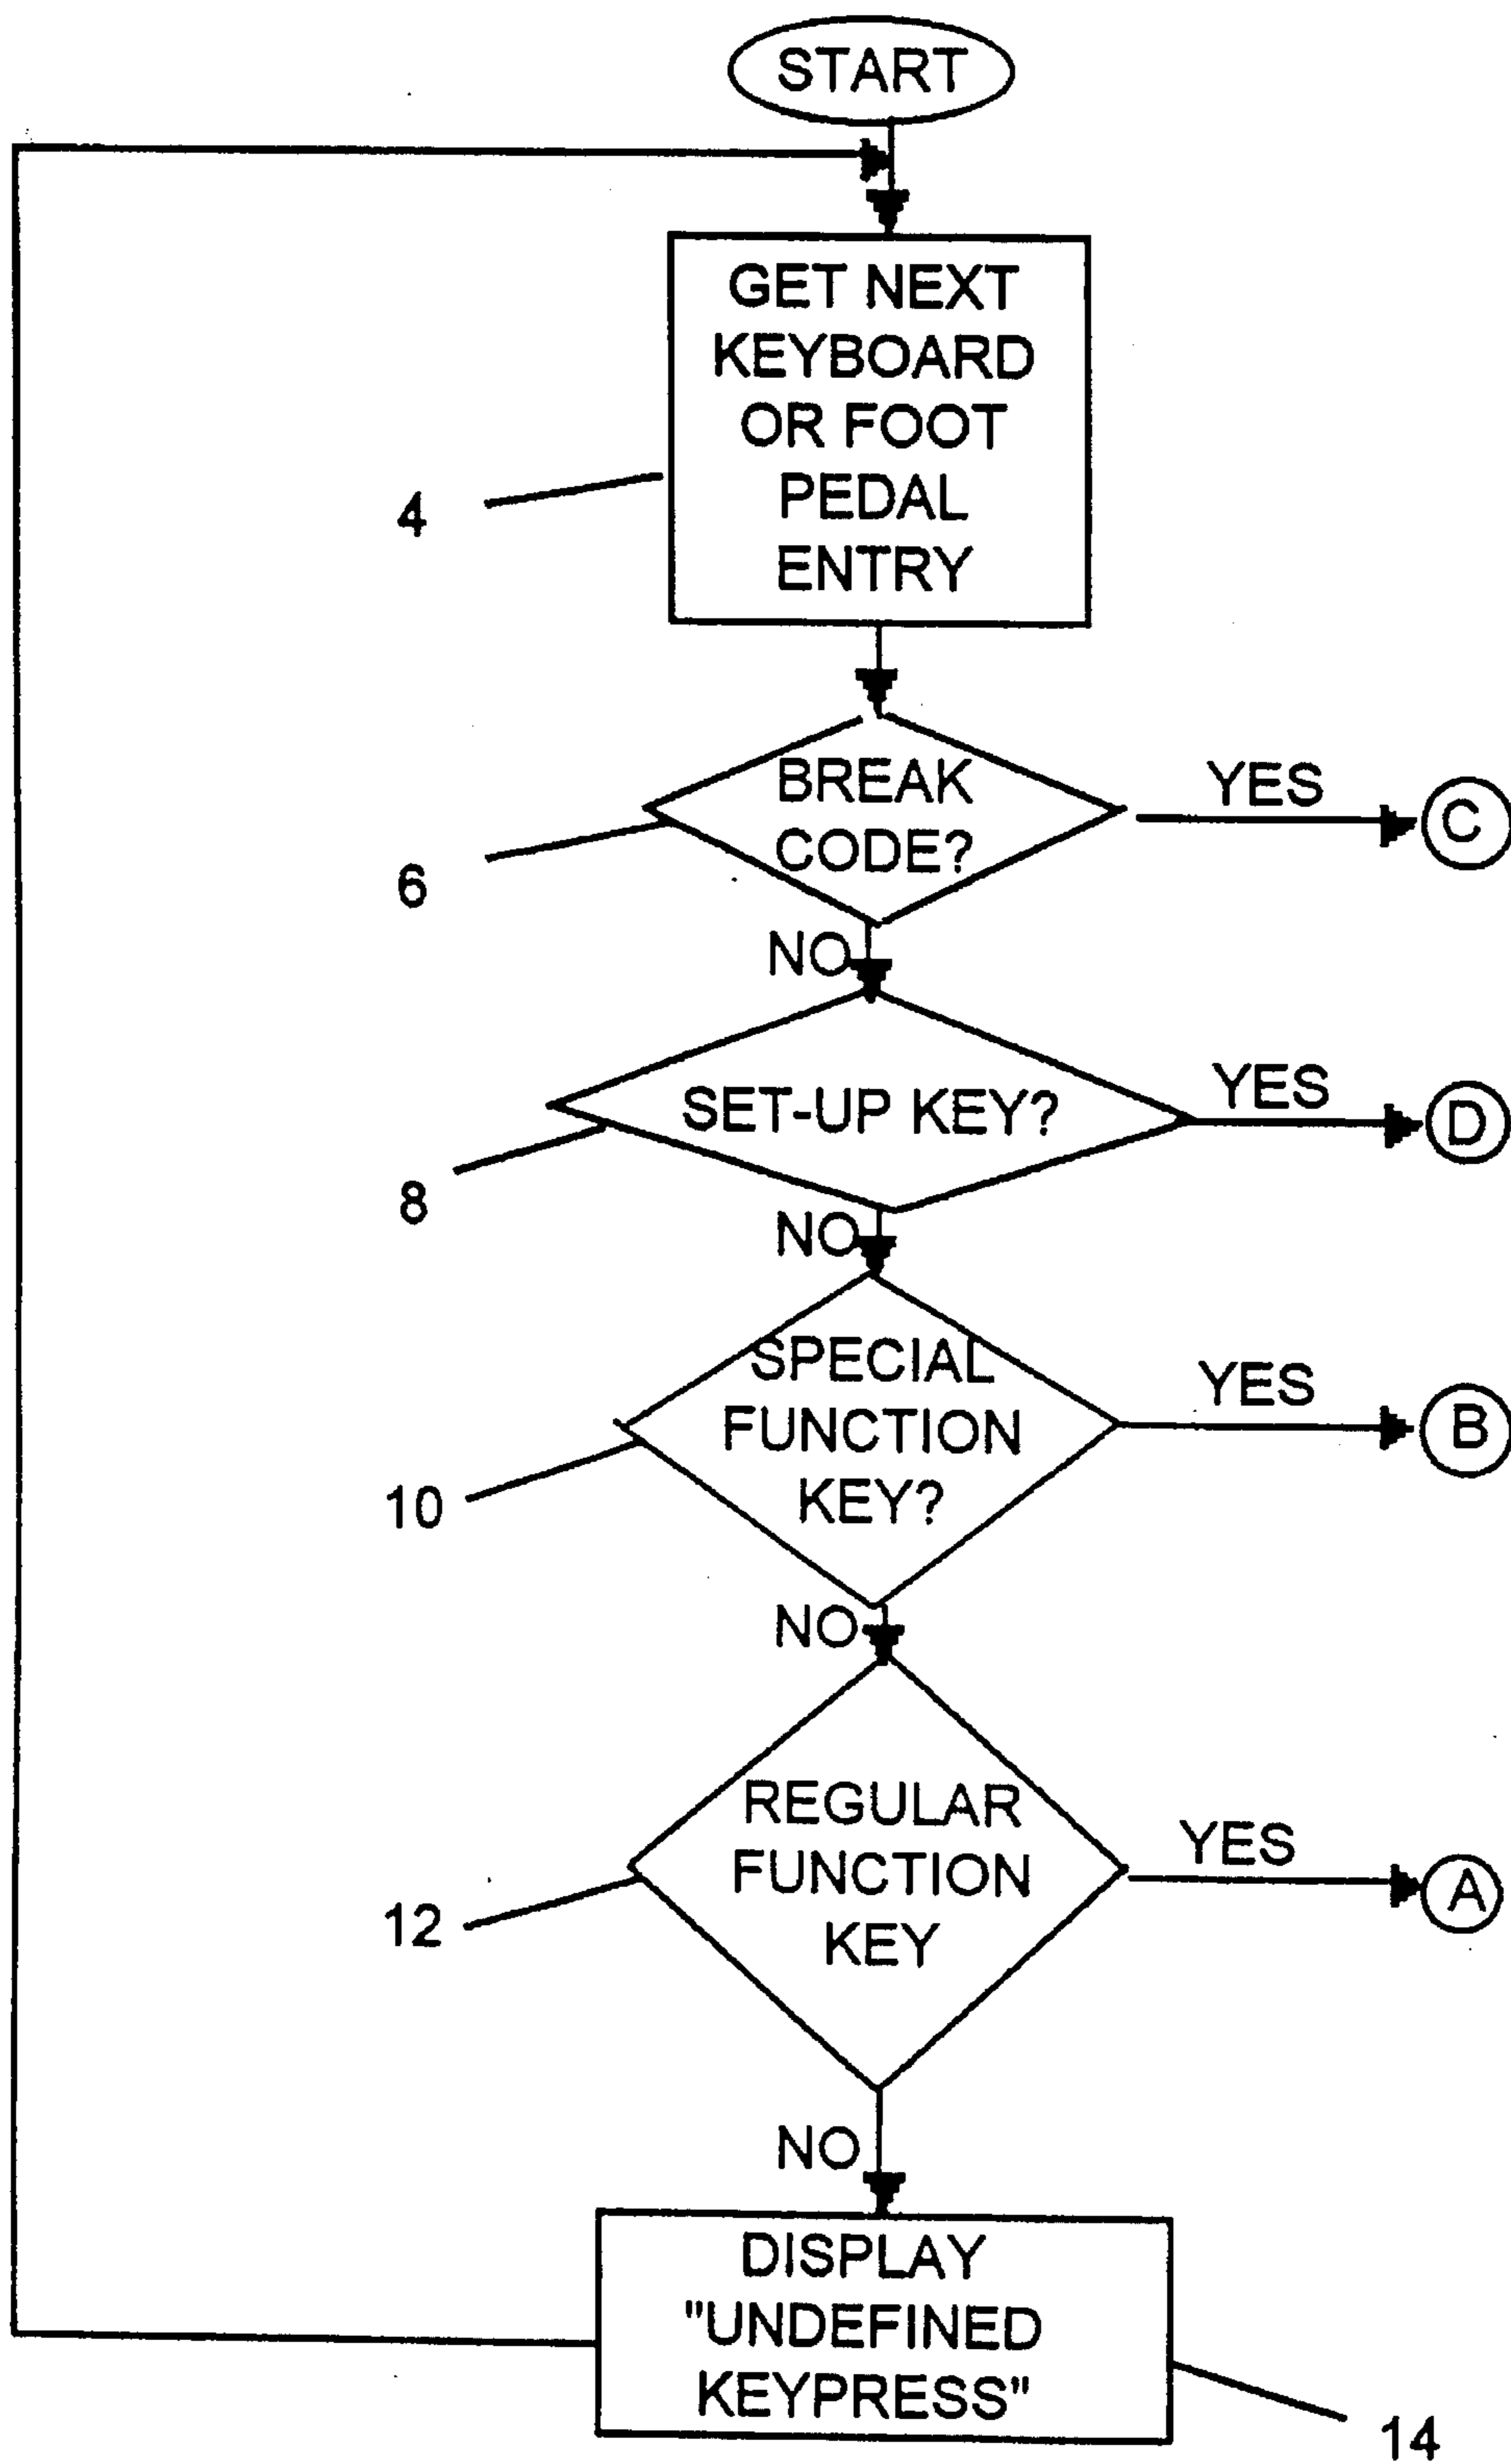 START
GET NEXT
KEYBOARD
OR FOOT
PEDAL
ENTRY
4
BREAK
CODE?
YES
C
6
NO
SET-UP KEY?
YES
D
8
NO
SPECIAL
FUNCTION
KEY?
YES
B
10
NO
REGULAR
FUNCTION
KEY
YES
A
12
NO
DISPLAY
"UNDEFINED
KEYPRESS"
14